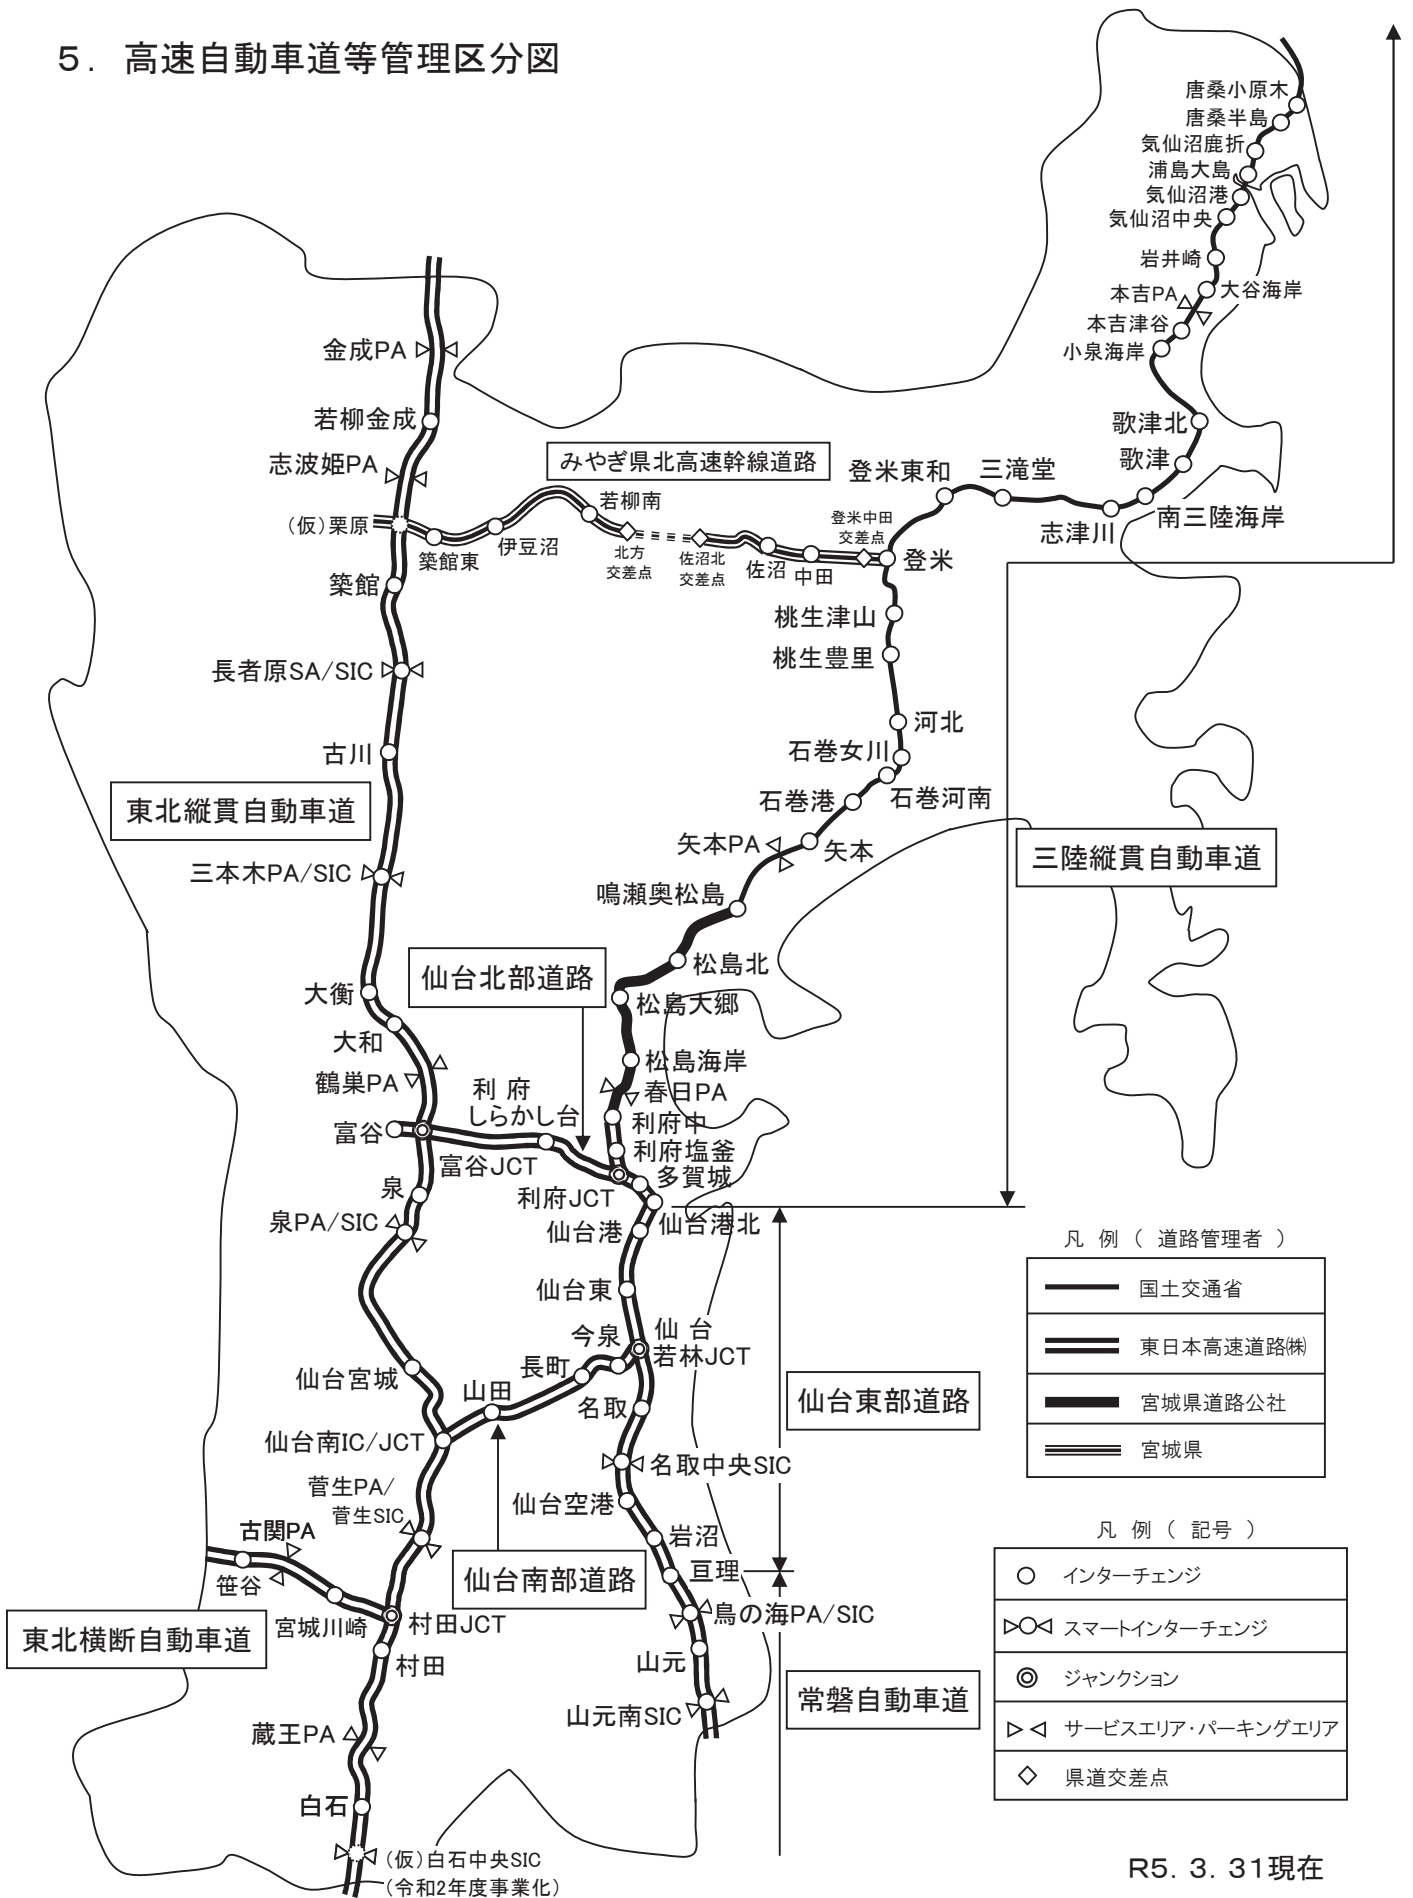 5. 高速自動車道等管理区分図
唐桑小原木
唐桑半島
気仙沼鹿折
浦島大島
気仙沼港
気仙沼中央
岩井崎
大谷海岸
本吉PA
本吉津谷
小泉海岸
歌津北
歌津
南三陸海岸
志津川
三滝堂
登米東和
登米
登米中田
交差点
中田
佐沼
佐沼北
交差点
北方
交差点
若柳南
伊豆沼
築館東
みやぎ県北高速幹線道路
金成PA
若柳金成
志波姫PA
(仮)栗原
築館
長者原SA/SIC
古川
東北縦貫自動車道
三本木PA/SIC
大衡
大和
鶴巣PA
富谷
富谷JCT
泉
泉PA/SIC
仙台宮城
仙台南IC/JCT
菅生PA/
菅生SIC
古関PA
笹谷
宮城川崎
村田JCT
東北横断自動車道
村田
蔵王PA
白石
(仮)白石中央SIC
(令和2年度事業化)
桃生津山
桃生豊里
河北
石巻女川
石巻河南
石巻港
矢本
矢本PA
鳴瀬奥松島
松島北
松島大郷
松島海岸
春日PA
利府中
利府塩釜
多賀城
仙台北部道路
利 府
しらかし台
利府JCT
仙台港北
仙台港
仙台東
仙 台
若林JCT
今泉
長町
山田
名取
名取中央SIC
仙台空港
岩沼
亘理
仙台南部道路
鳥の海PA/SIC
山元
山元南SIC
三陸縦貫自動車道
仙台東部道路
常磐自動車道
凡 例 ( 道路管理者 )
国土交通省
東日本高速道路㈱
宮城県道路公社
宮城県
凡 例 ( 記号 )
インターチェンジ
スマートインターチェンジ
ジャンクション
サービスエリア・パーキングエリア
県道交差点
R5. 3. 31現在